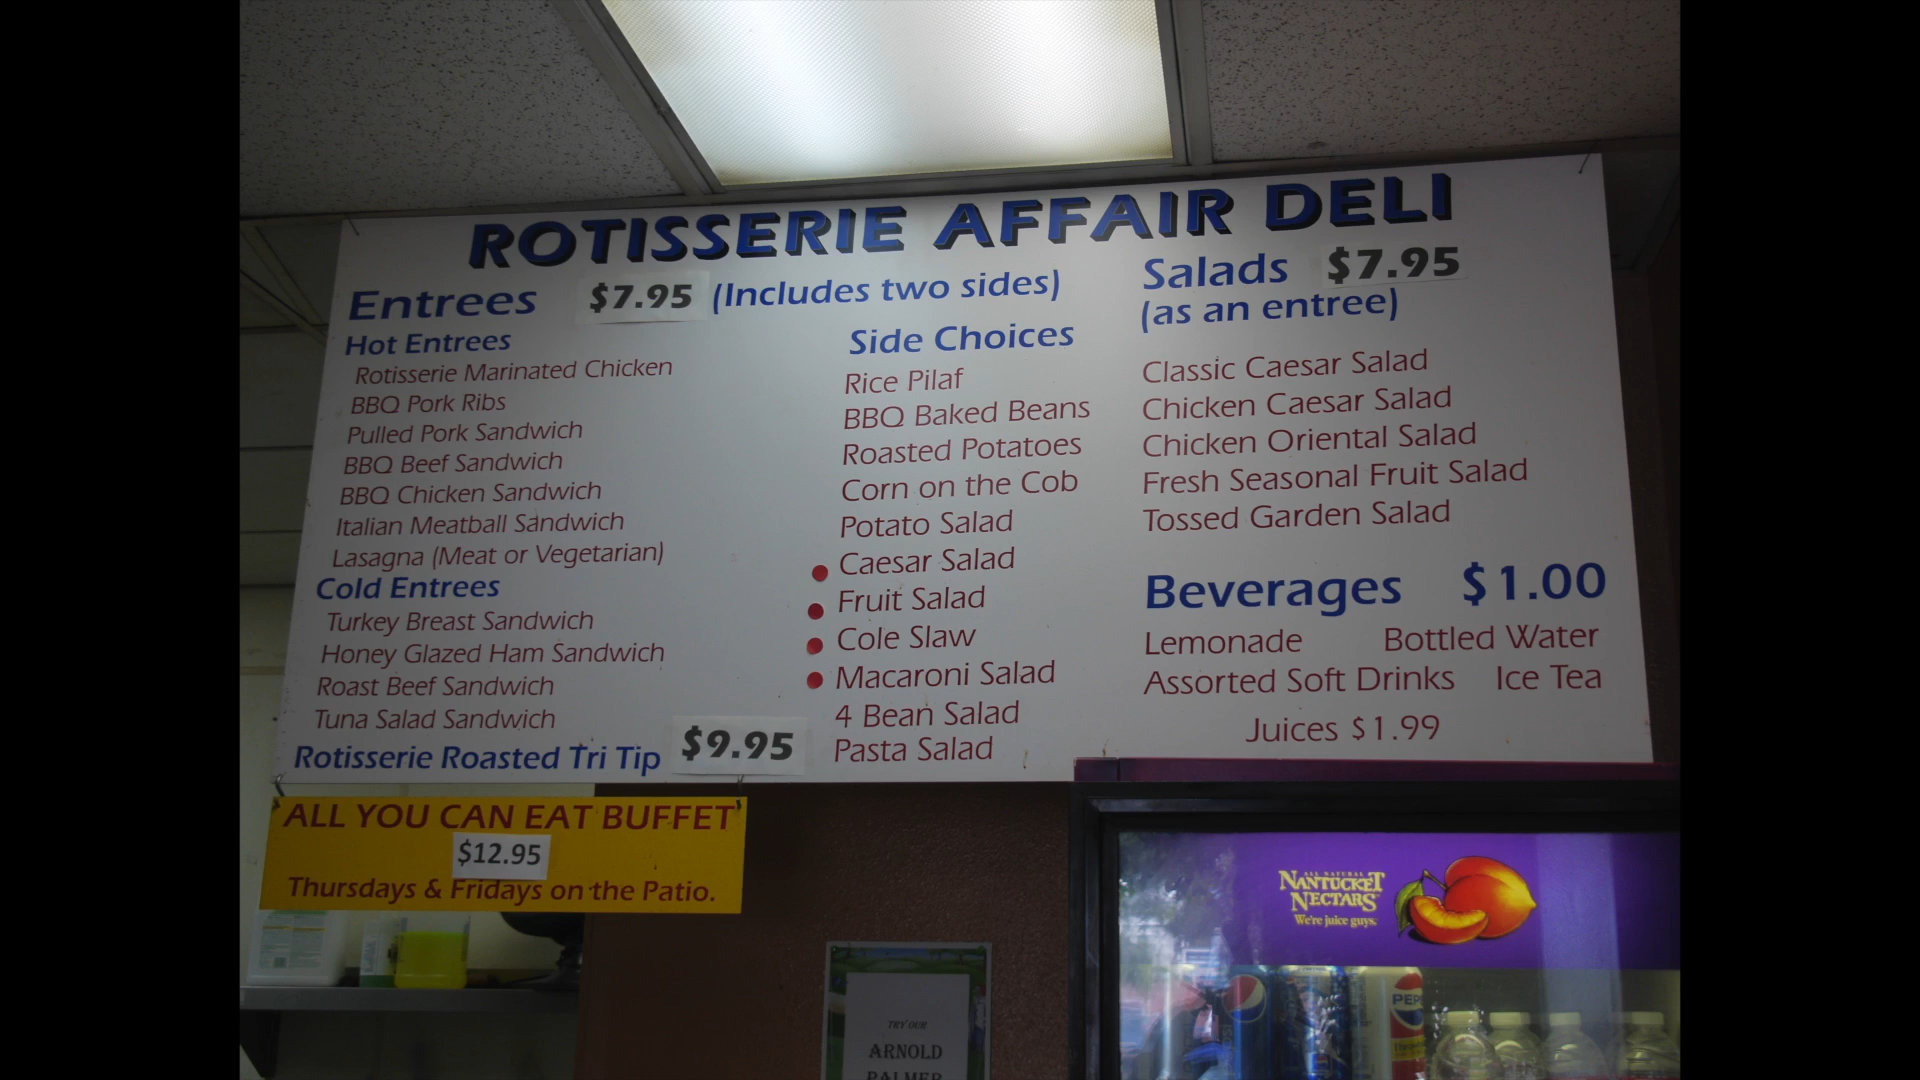 ROTISSERIE AFFAIR DELI
Entrees $7.95 (Includes two sides)
Hot Entrees
Rotisserie Marinated Chicken
BBQ Pork Ribs
Pulled Pork Sandwich
BBQ Beef Sandwich
BBQ Chicken Sandwich
Italian Meatball Sandwich
Lasagna (Meat or Vegetarian)
Cold Entrees
Turkey Breast Sandwich
Honey Glazed Ham Sandwich
Roast Beef Sandwich
Tuna Salad Sandwich
Rotisserie Roasted Tri Tip $9.95
Side Choices
Rice Pilaf
BBQ Baked Beans
Roasted Potatoes
Corn on the Cob
Potato Salad
Caesar Salad
Fruit Salad
Cole Slaw
Macaroni Salad
4 Bean Salad
Pasta Salad
Salads $7.95
(as an entree)
Classic Caesar Salad
Chicken Caesar Salad
Chicken Oriental Salad
Fresh Seasonal Fruit Salad
Tossed Garden Salad
Beverages $1.00
Lemonade Bottled Water
Assorted Soft Drinks Ice Tea
Juices $1.99
ALL YOU CAN EAT BUFFET
$12.95
Thursdays & Fridays on the Patio.
ALL NATURAL
NANTUCKET
NECTARS
We're juice guys.
TRY OUR
ARNOLD
PALMER